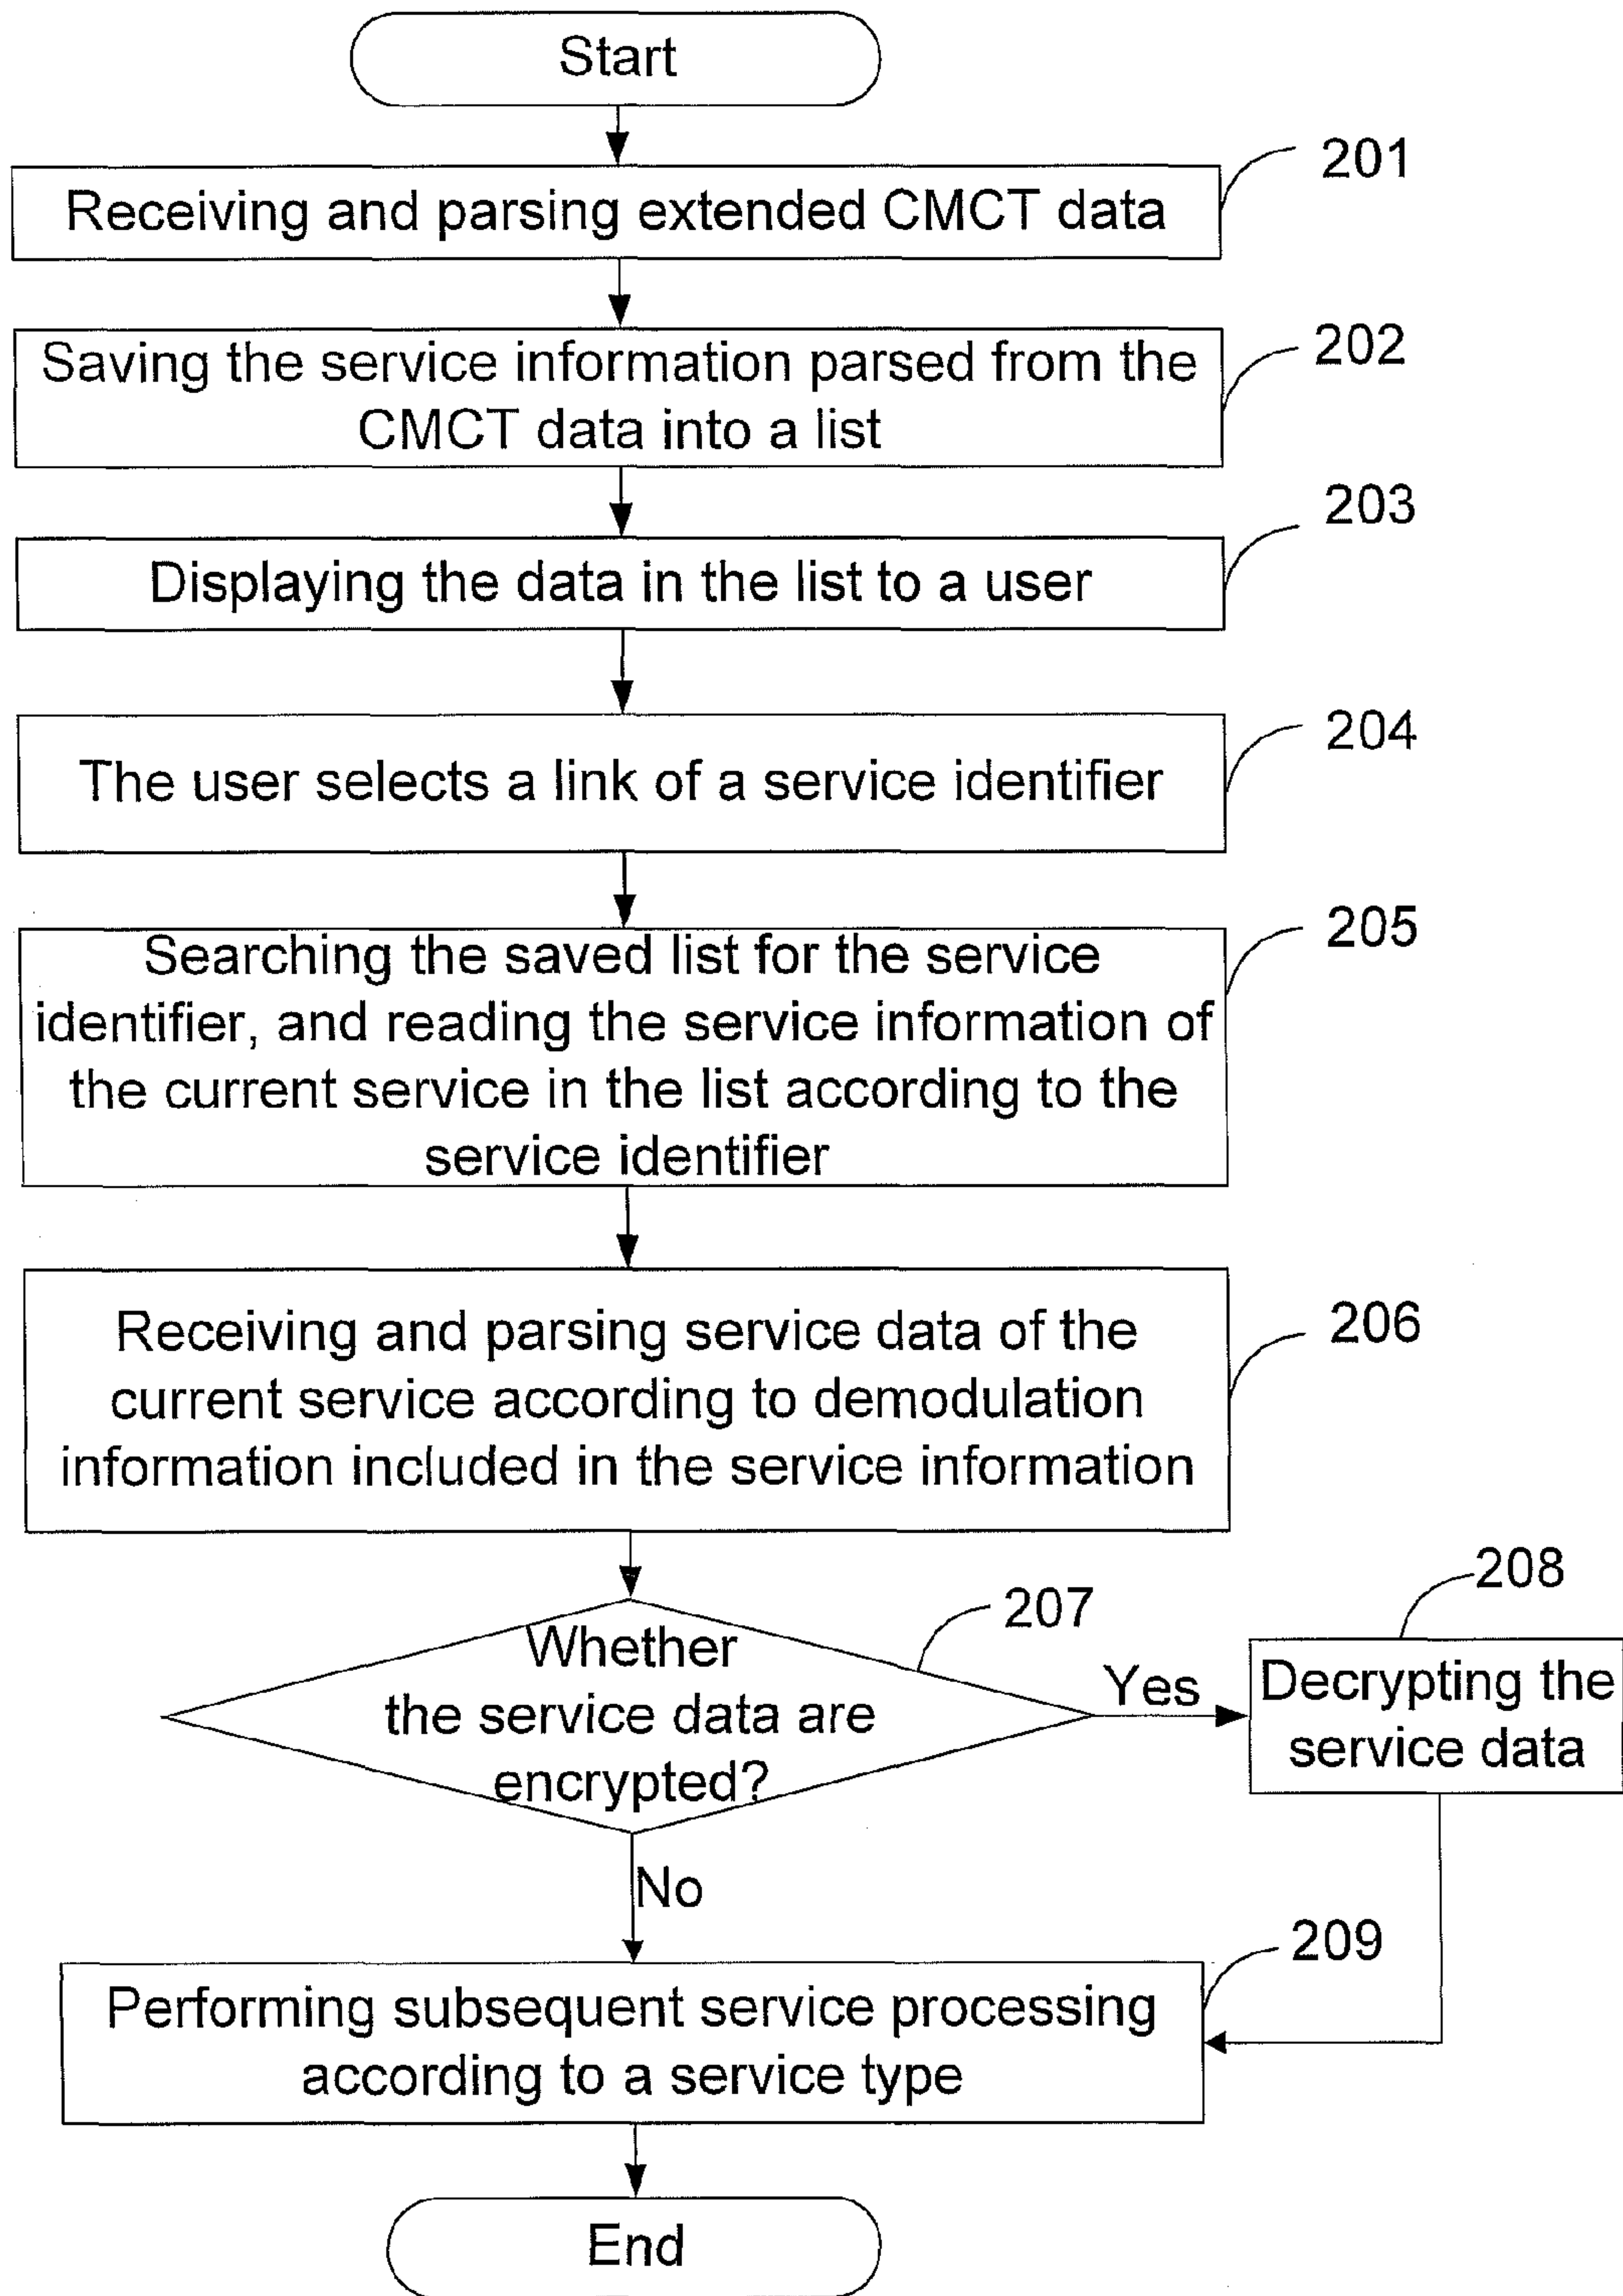 Start
201
Receiving and parsing extended CMCT data
202
Saving the service information parsed from the
CMCT data into a list
203
Displaying the data in the list to a user
204
The user selects a link of a service identifier
205
Searching the saved list for the service
identifier, and reading the service information of
the current service in the list according to the
service identifier
206
Receiving and parsing service data of the
current service according to demodulation
information included in the service information
207
Whether
the service data are
encrypted?
Yes
208
Decrypting the
service data
No
209
Performing subsequent service processing
according to a service type
End